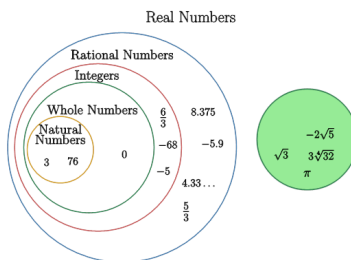 Real Numbers
Rational Numbers
Integers
Whole Numbers
Natural
Numbers
3 76
0
6/3
8.375
-68
-5.9
-5
4.33...
5/3
-2√5
√3
3∜32
π